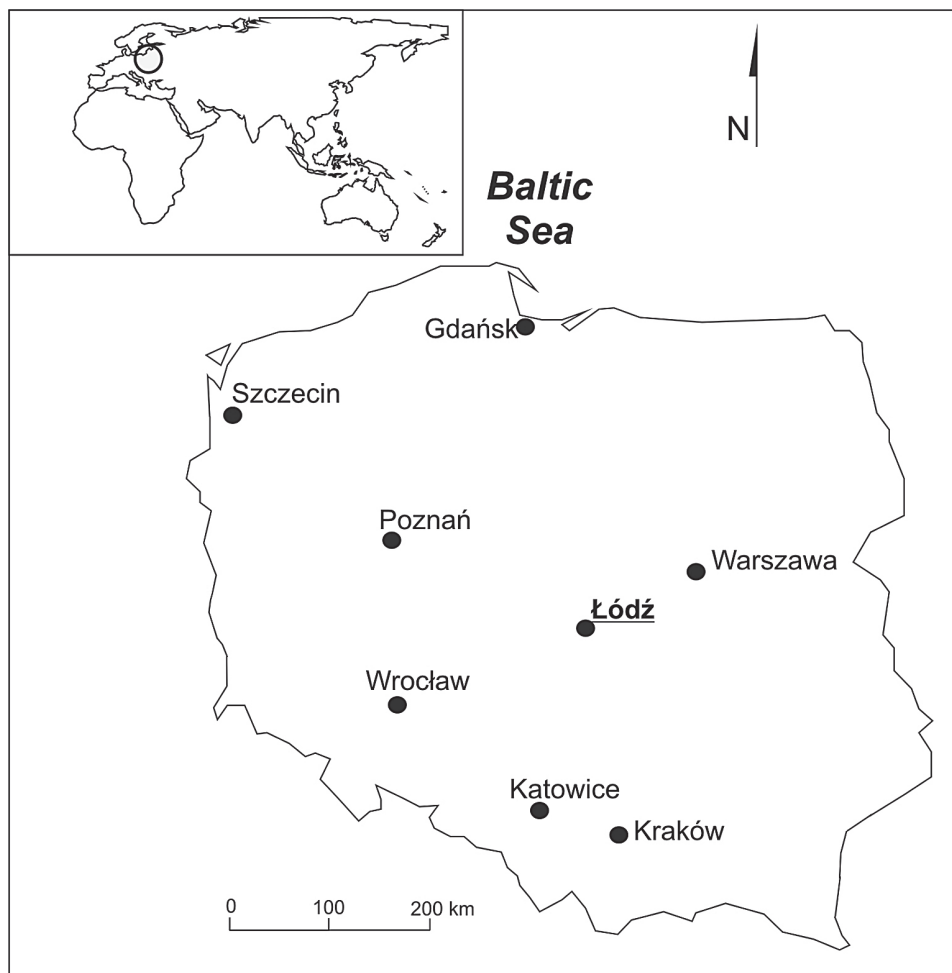 N
Baltic
Sea
Gdańsk
Szczecin
Poznań
Warszawa
Łódź
Wrocław
Katowice
Kraków
0 100 200 km